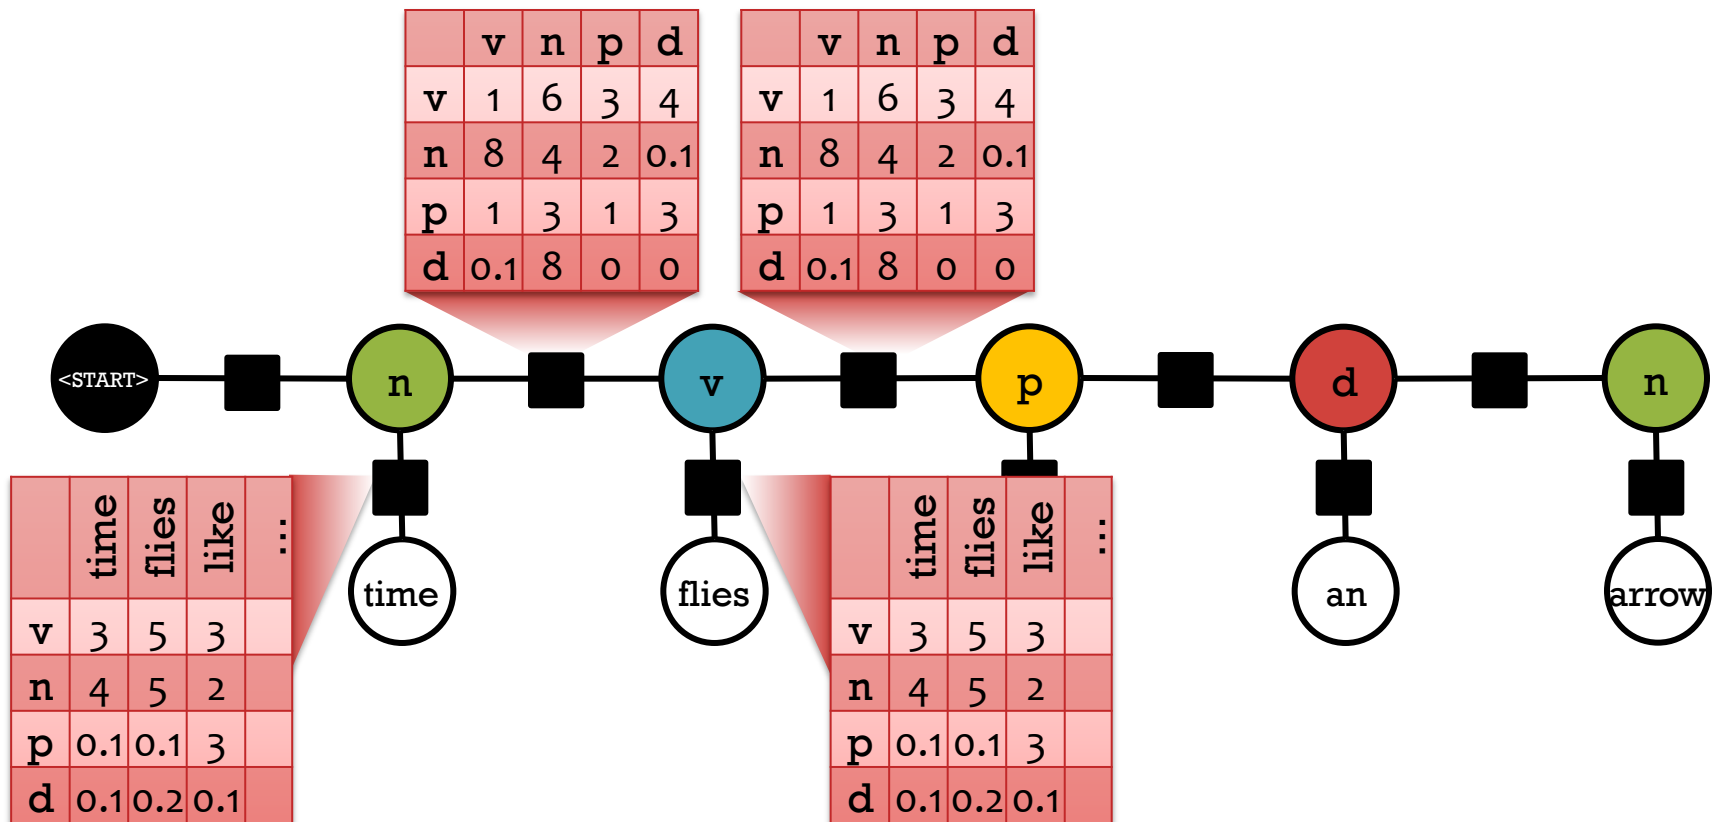 v n p d
v 1 6 3 4
n 8 4 2 0.1
p 1 3 1 3
d 0.1 8 0 0
v n p d
v 1 6 3 4
n 8 4 2 0.1
p 1 3 1 3
d 0.1 8 0 0
<START> n v p d n
time flies like ...
v 3 5 3
n 4 5 2
p 0.1 0.1 3
d 0.1 0.2 0.1
time flies
time flies like ...
v 3 5 3
n 4 5 2
p 0.1 0.1 3
d 0.1 0.2 0.1
an arrow